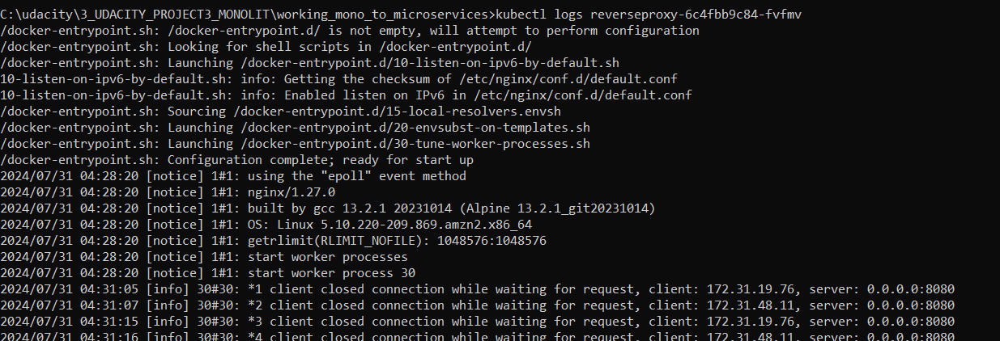 C:\udacity\3_UDACITY_PROJECT3_MONOLIT\working_mono_to_microservices>kubectl logs reverseproxy-6c4fbb9c84-fvfmv
/docker-entrypoint.sh: /docker-entrypoint.d/ is not empty, will attempt to perform configuration
/docker-entrypoint.sh: Looking for shell scripts in /docker-entrypoint.d/
/docker-entrypoint.sh: Launching /docker-entrypoint.d/10-listen-on-ipv6-by-default.sh
10-listen-on-ipv6-by-default.sh: info: Getting the checksum of /etc/nginx/conf.d/default.conf
10-listen-on-ipv6-by-default.sh: info: Enabled listen on IPv6 in /etc/nginx/conf.d/default.conf
/docker-entrypoint.sh: Sourcing /docker-entrypoint.d/15-local-resolvers.envsh
/docker-entrypoint.sh: Launching /docker-entrypoint.d/20-envsubst-on-templates.sh
/docker-entrypoint.sh: Launching /docker-entrypoint.d/30-tune-worker-processes.sh
/docker-entrypoint.sh: Configuration complete; ready for start up
2024/07/31 04:28:20 [notice] 1#1: using the "epoll" event method
2024/07/31 04:28:20 [notice] 1#1: nginx/1.27.0
2024/07/31 04:28:20 [notice] 1#1: built by gcc 13.2.1 20231014 (Alpine 13.2.1_git20231014)
2024/07/31 04:28:20 [notice] 1#1: OS: Linux 5.10.220-209.869.amzn2.x86_64
2024/07/31 04:28:20 [notice] 1#1: getrlimit(RLIMIT_NOFILE): 1048576:1048576
2024/07/31 04:28:20 [notice] 1#1: start worker processes
2024/07/31 04:28:20 [notice] 1#1: start worker process 30
2024/07/31 04:31:05 [info] 30#30: *1 client closed connection while waiting for request, client: 172.31.19.76, server: 0.0.0.0:8080
2024/07/31 04:31:07 [info] 30#30: *2 client closed connection while waiting for request, client: 172.31.48.11, server: 0.0.0.0:8080
2024/07/31 04:31:15 [info] 30#30: *3 client closed connection while waiting for request, client: 172.31.19.76, server: 0.0.0.0:8080
2024/07/31 04:31:16 [info] 30#30: *4 client closed connection while waiting for request, client: 172.31.48.11, server: 0.0.0.0:8080